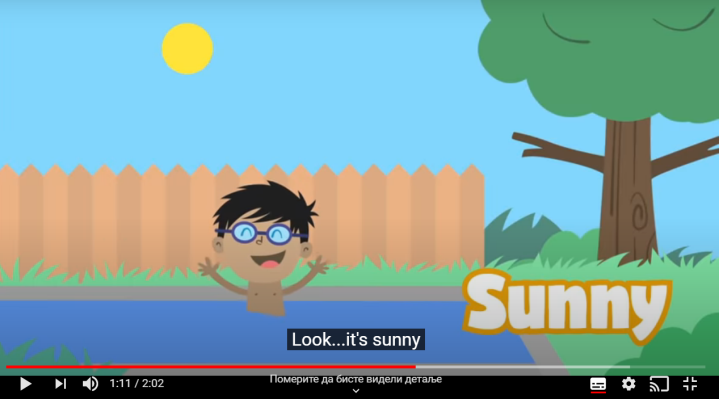 Sunny
Look...it's sunny
1:11 / 2:02
Померите да бисте видели детаље